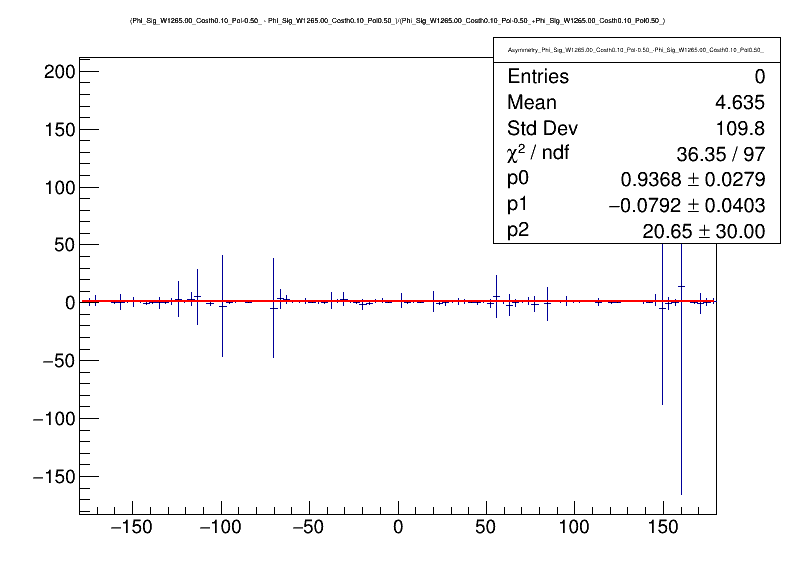 (Phi_Sig_W1265.00_Costh0.10_Pol-0.50_ - Phi_Sig_W1265.00_Costh0.10_Pol0.50_)/(Phi_Sig_W1265.00_Costh0.10_Pol-0.50_+Phi_Sig_W1265.00_Costh0.10_Pol0.50_)
Asymmetry_Phi_Sig_W1265.00_Costh0.10_Pol-0.50_-Phi_Sig_W1265.00_Costh0.10_Pol0.50_
Entries 0
Mean 4.635
Std Dev 109.8
χ² / ndf 36.35 / 97
p0 0.9368 ± 0.0279
p1 −0.0792 ± 0.0403
p2 20.65 ± 30.00
200
150
100
50
0
−50
−100
−150
−150 −100 −50 0 50 100 150